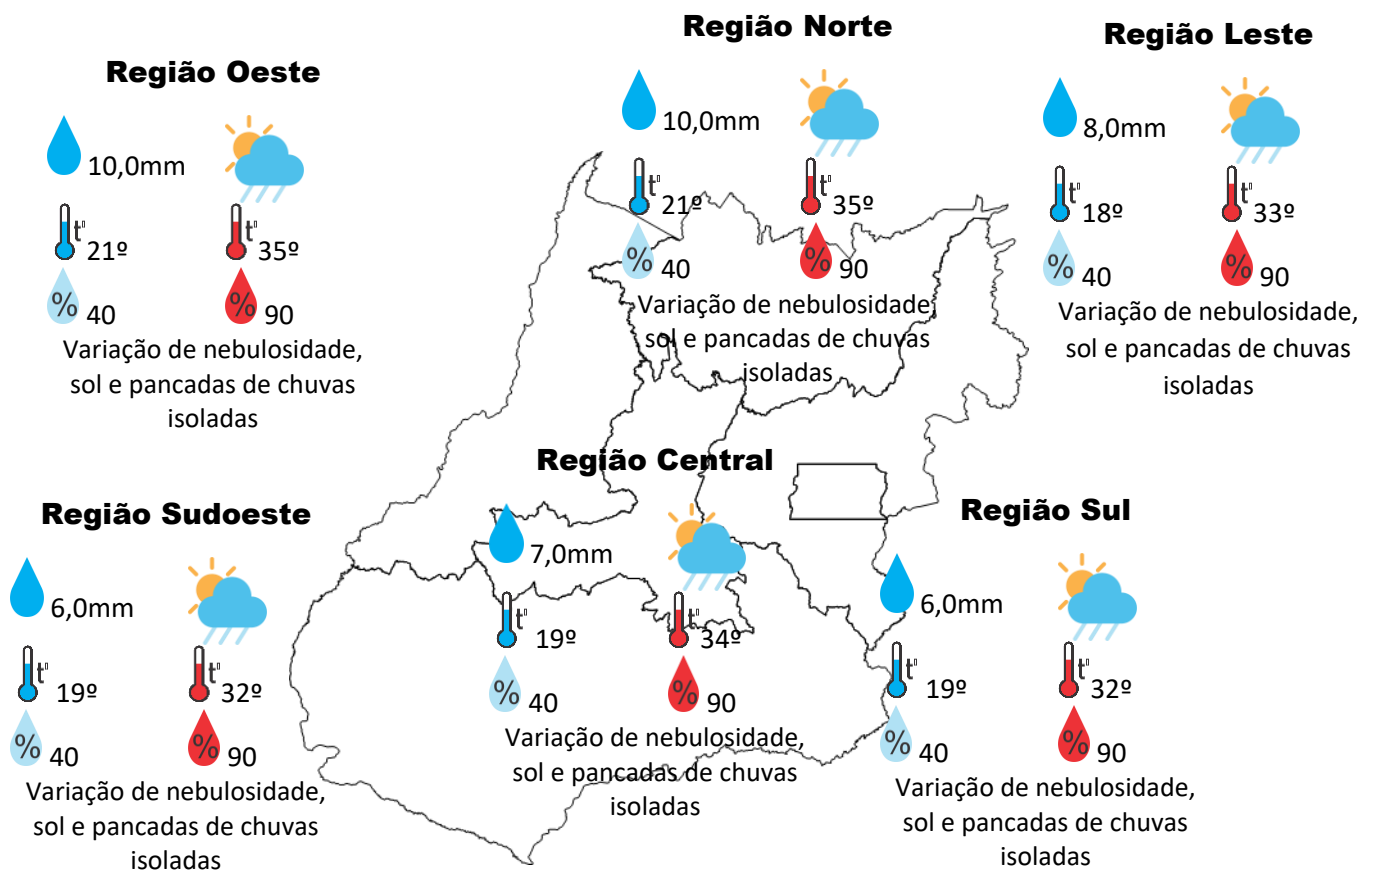 Região Norte
10,0mm
t°
21º
t°
35º
%
40
%
90
Variação de nebulosidade,
sol e pancadas de chuvas
isoladas
Região Leste
8,0mm
t°
18º
t°
33º
%
40
%
90
Variação de nebulosidade,
sol e pancadas de chuvas
isoladas
Região Oeste
10,0mm
t°
21º
t°
35º
%
40
%
90
Variação de nebulosidade,
sol e pancadas de chuvas
isoladas
Região Central
7,0mm
t°
19º
t°
34º
%
40
%
90
Variação de nebulosidade,
sol e pancadas de chuvas
isoladas
Região Sudoeste
6,0mm
t°
19º
t°
32º
%
40
%
90
Variação de nebulosidade,
sol e pancadas de chuvas
isoladas
Região Sul
6,0mm
t°
19º
t°
32º
%
40
%
90
Variação de nebulosidade,
sol e pancadas de chuvas
isoladas